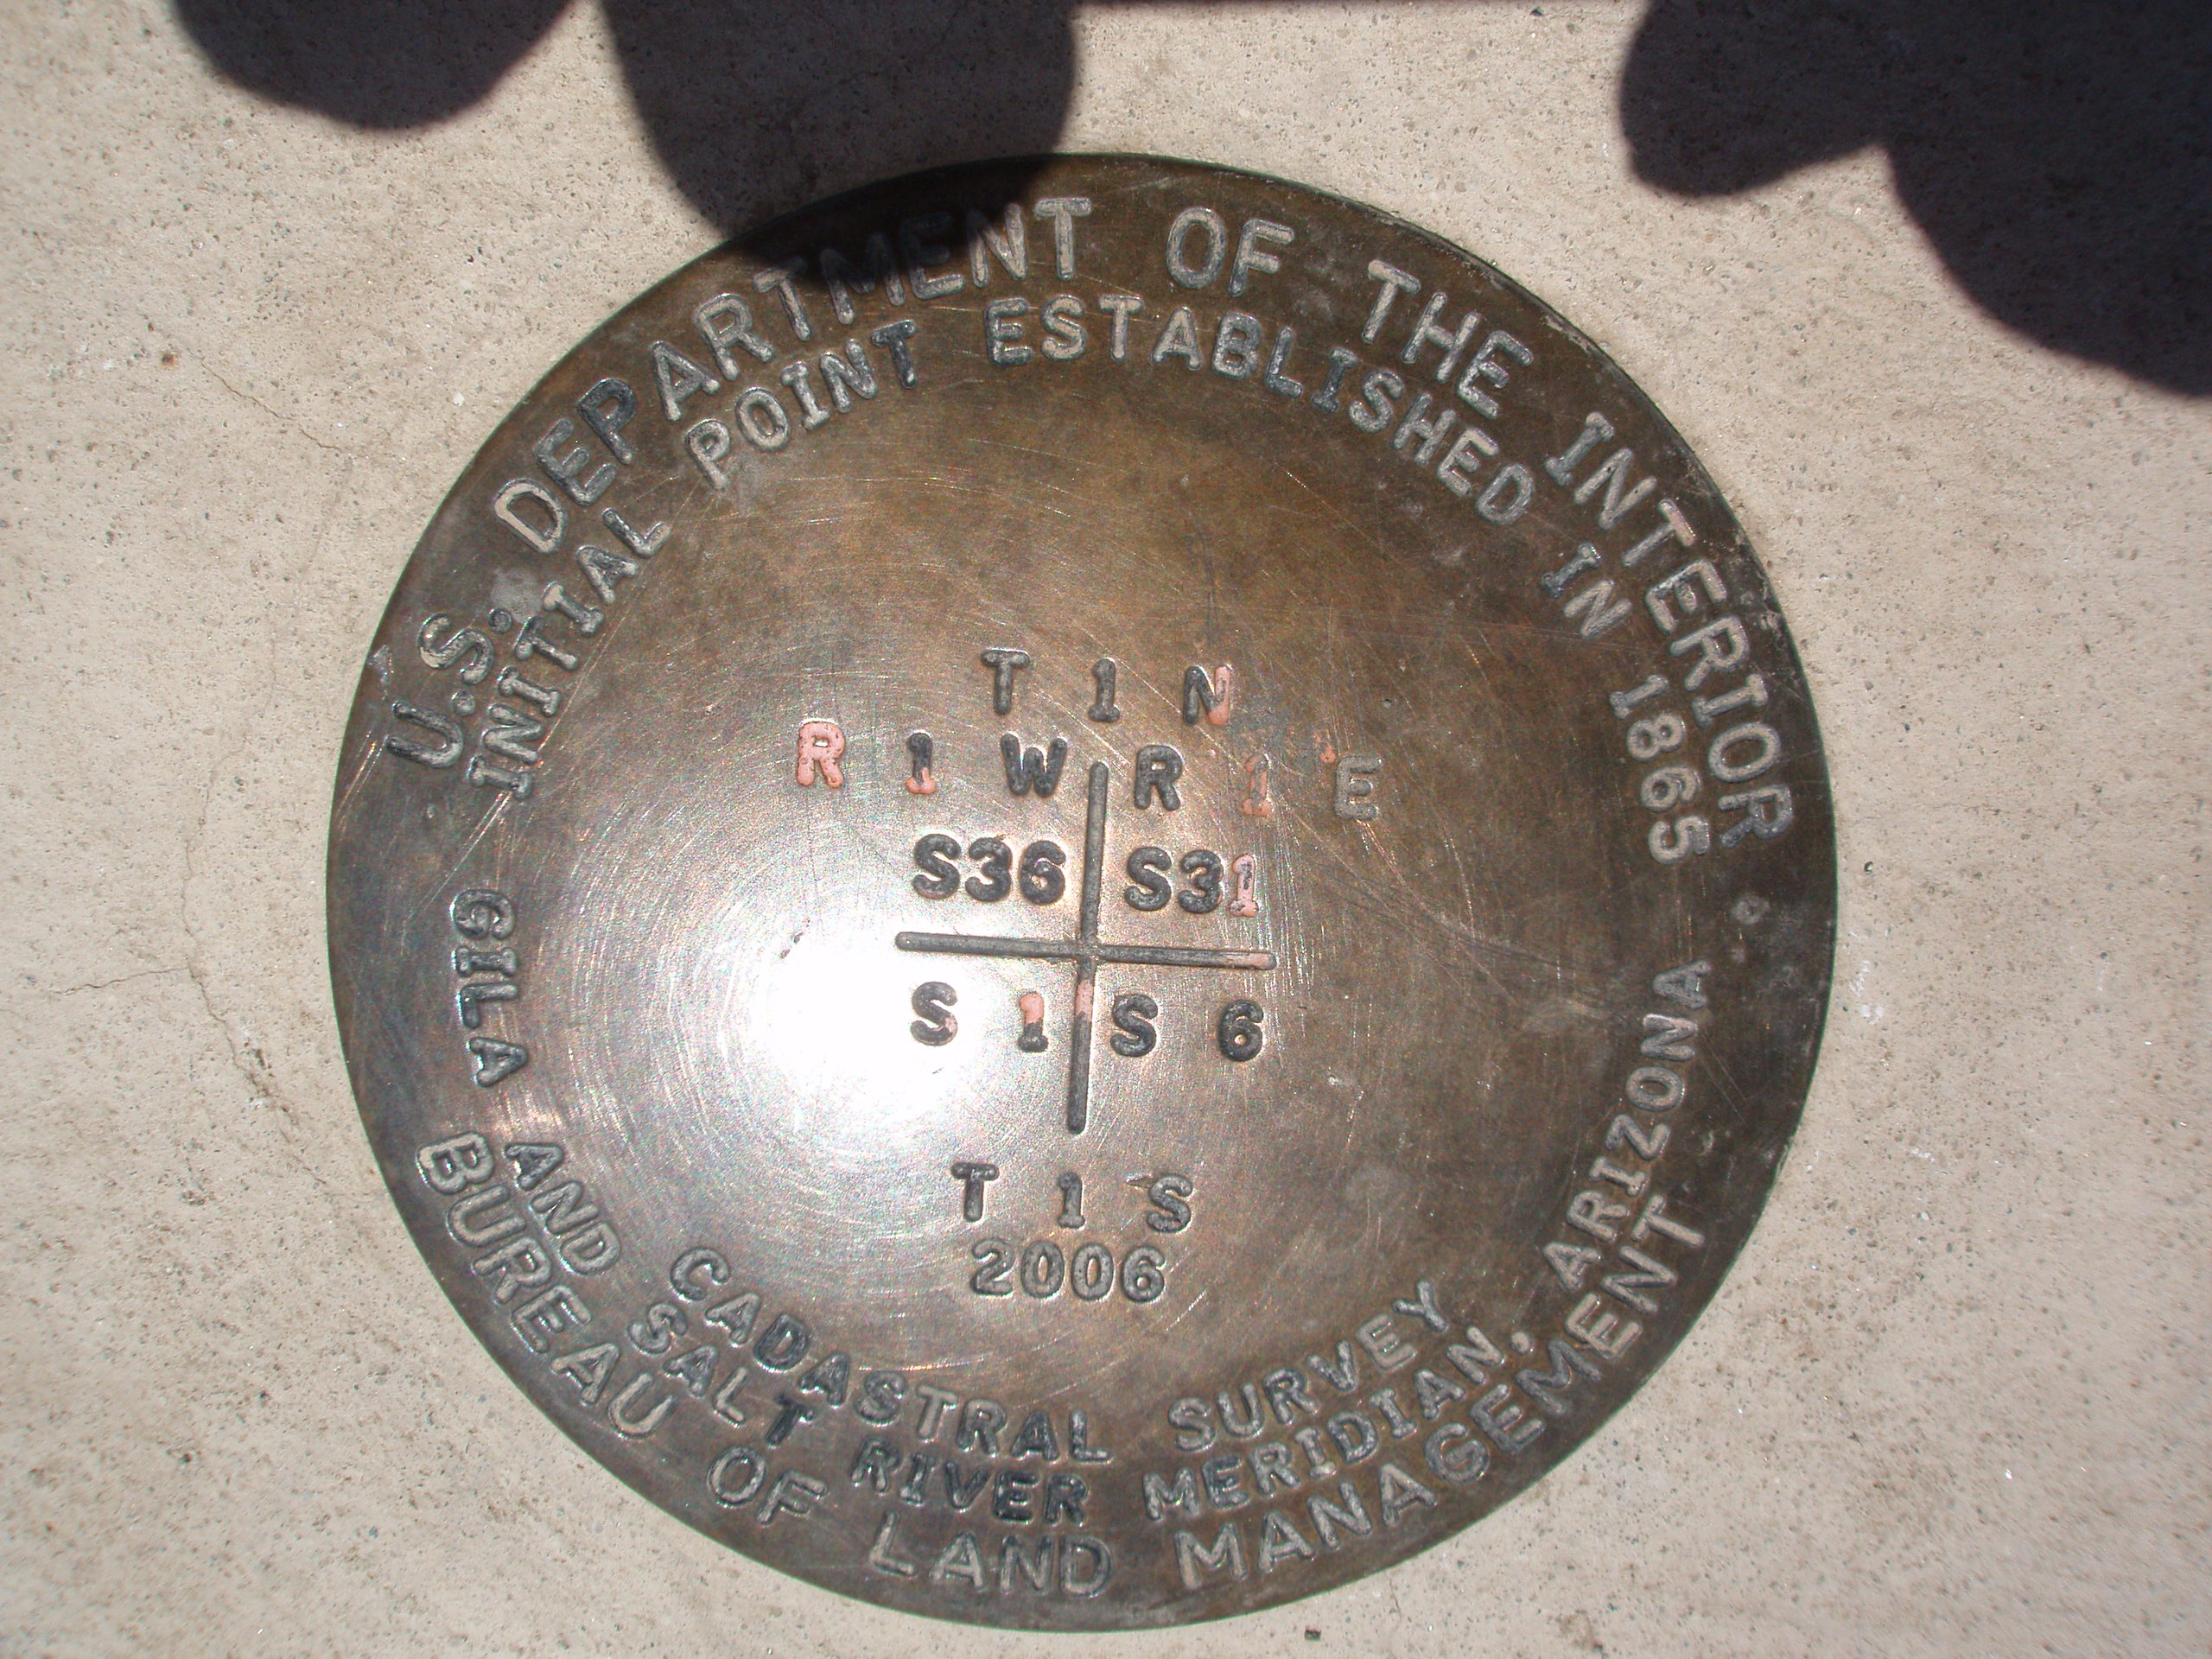 U.S. DEPARTMENT OF THE INTERIOR
INITIAL POINT ESTABLISHED IN 1865
T 1 N
R 1 W R 1 E
S36 S31
S 1 S 6
T 1 S
2006
CADASTRAL SURVEY
GILA AND SALT RIVER MERIDIAN, ARIZONA
BUREAU OF LAND MANAGEMENT